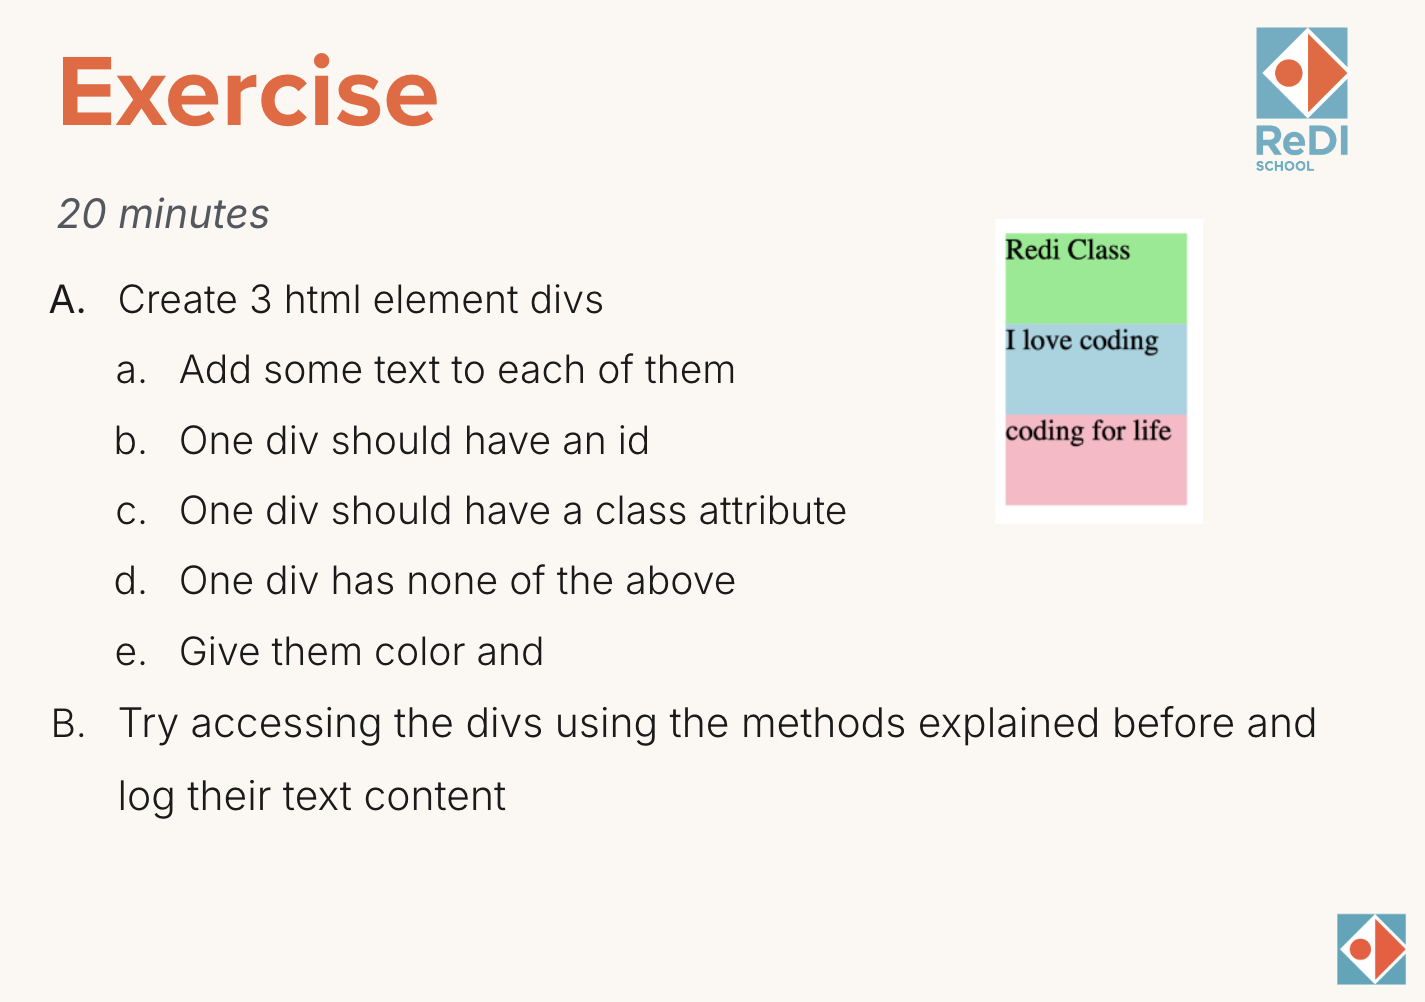 Exercise
ReDI
SCHOOL
20 minutes
A. Create 3 html element divs
a. Add some text to each of them
b. One div should have an id
c. One div should have a class attribute
d. One div has none of the above
e. Give them color and
B. Try accessing the divs using the methods explained before and
log their text content
Redi Class
I love coding
coding for life